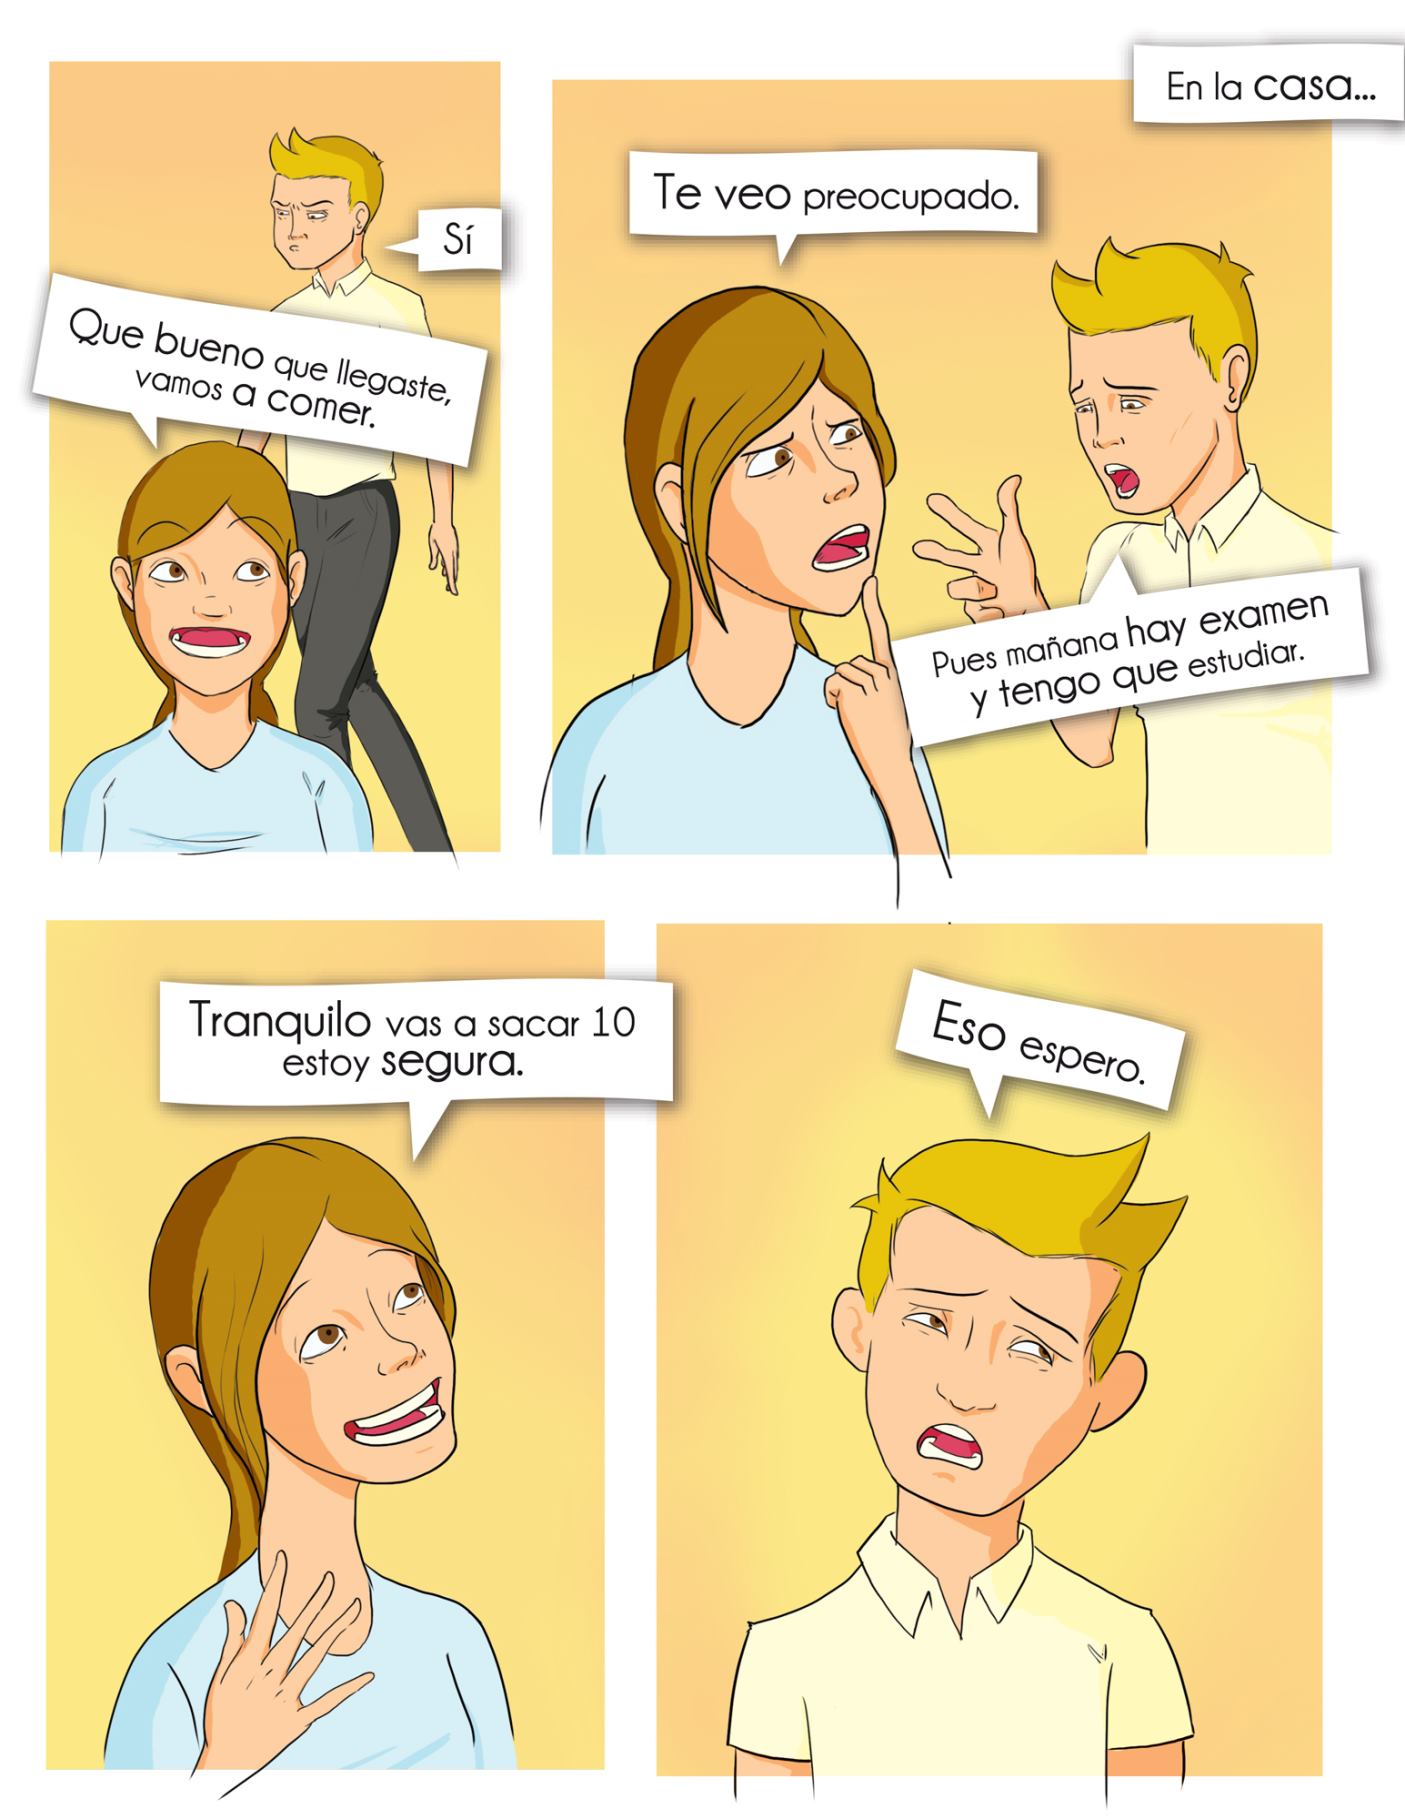 Sí
Que bueno que llegaste,
vamos a comer.
En la casa...
Te veo preocupado.
Pues mañana hay examen
y tengo que estudiar.
Tranquilo vas a sacar 10
estoy segura.
Eso espero.